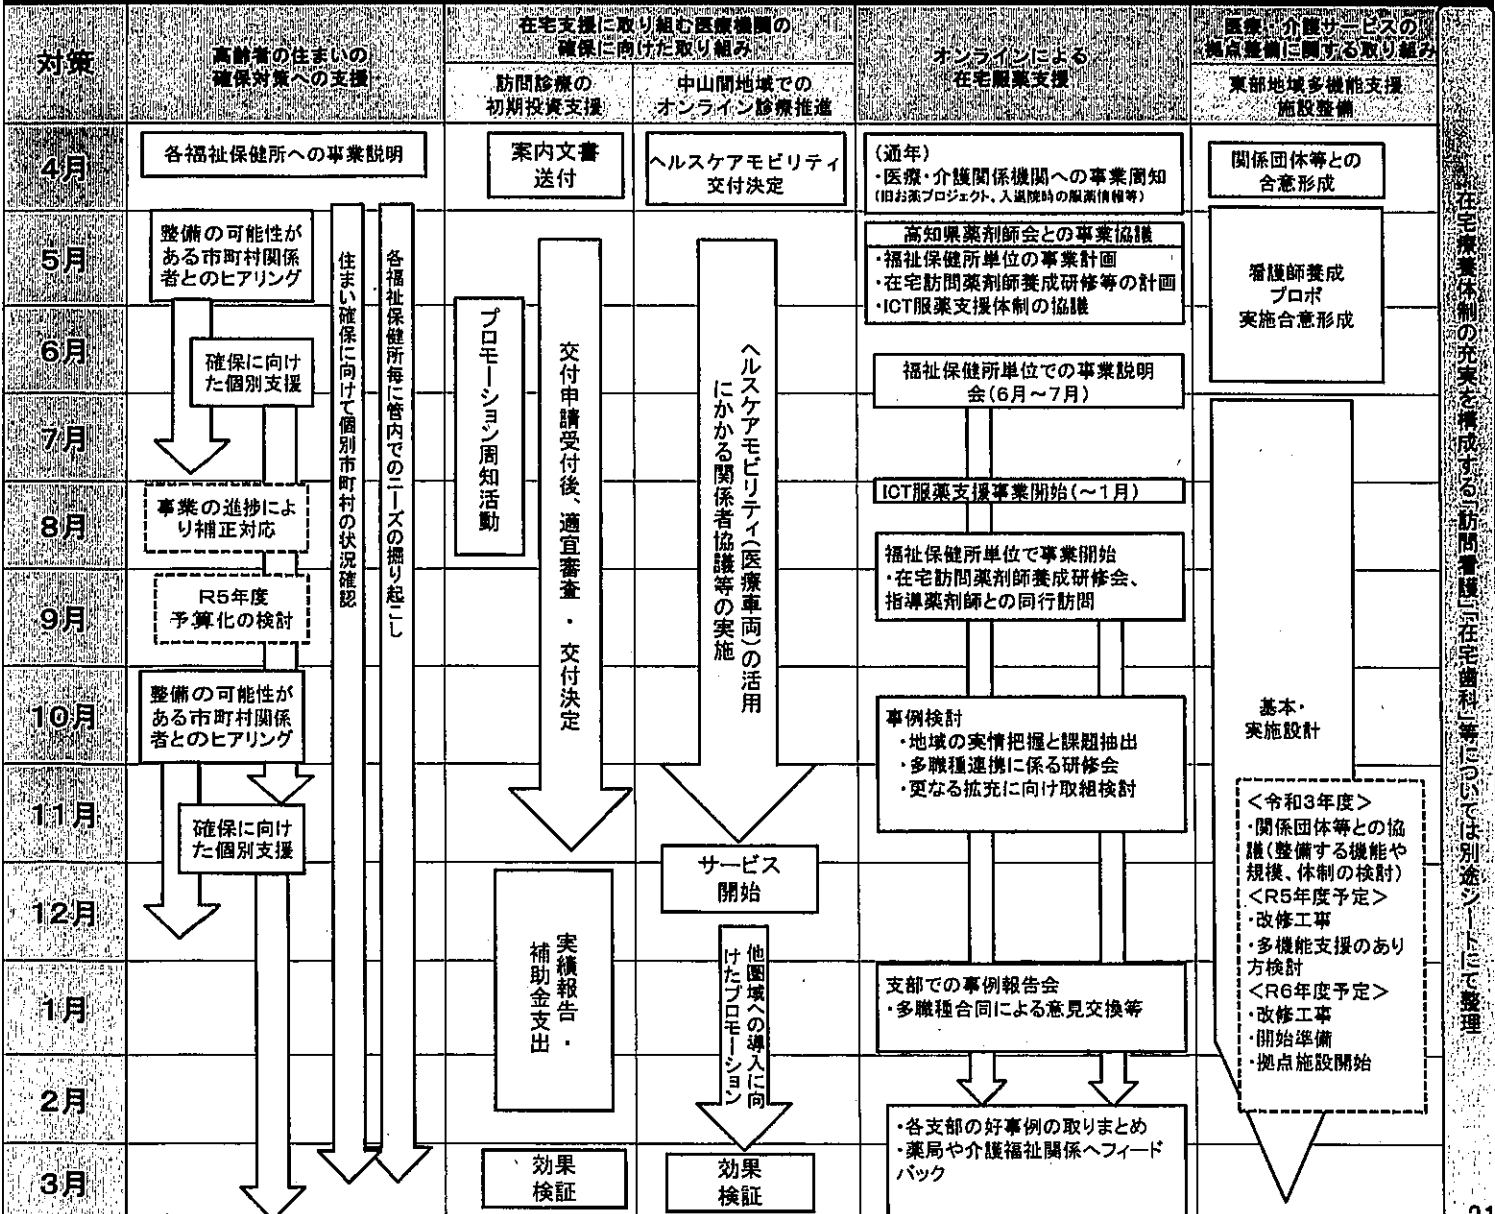 対策
高齢者の住まいの
確保対策への支援
在宅支援に取り組む医療機関の
確保に向けた取り組み
訪問診療の
初期投資支援
中山間地域での
オンライン診療推進
オンラインによる
在宅服薬支援
医療・介護サービスの
拠点整備に関する取り組み
東部地域多機能支援
施設整備
4月
5月
6月
7月
8月
9月
10月
11月
12月
1月
2月
3月
各福祉保健所への事業説明
整備の可能性が
ある市町村関係
者とのヒアリング
確保に向け
た個別支援
事業の進捗によ
り補正対応
R5年度
予算化の検討
整備の可能性が
ある市町村関係
者とのヒアリング
確保に向け
た個別支援
住まい確保に向けて個別市町村の状況確認
各福祉保健所毎に管内でのニーズの掘り起こし
案内文書
送付
プロモーション周知活動
交付申請受付後、適宜審査・交付決定
実績報告・
補助金支出
効果
検証
ヘルスケアモビリティ
交付決定
ヘルスケアモビリティ(医療車両)の活用
にかかる関係者協議等の実施
サービス
開始
他圏域への導入に向
けたプロモーション
効果
検証
(通年)
・医療・介護関係機関への事業周知
(旧お薬プロジェクト、入退院時の服薬情報等)
高知県薬剤師会との事業協議
・福祉保健所単位の事業計画
・在宅訪問薬剤師養成研修等の計画
・ICT服薬支援体制の協議
福祉保健所単位での事業説明
会(6月～7月)
ICT服薬支援事業開始(～1月)
福祉保健所単位で事業開始
・在宅訪問薬剤師養成研修会、
指導薬剤師との同行訪問
事例検討
・地域の実情把握と課題抽出
・多職種連携に係る研修会
・更なる拡充に向け取組検討
支部での事例報告会
・多職種合同による意見交換等
・各支部の好事例の取りまとめ
・薬局や介護福祉関係へフィード
バック
関係団体等との
合意形成
看護師養成
プロポ
実施合意形成
基本・
実施設計
＜令和3年度＞
・関係団体等との協
議(整備する機能や
規模、体制の検討)
＜R5年度予定＞
・改修工事
・多機能支援のあり
方検討
＜R6年度予定＞
・改修工事
・開始準備
・拠点施設開始
在宅療養体制の充実を構成する「訪問看護」「在宅歯科」等については別途シートにて整理